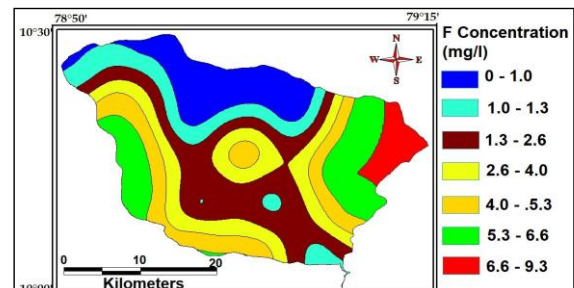 78°50' 79°15'
10°30'
N
W E
S
F Concentration
(mg/l)
0 - 1.0
1.0 - 1.3
1.3 - 2.6
2.6 - 4.0
4.0 - .5.3
5.3 - 6.6
6.6 - 9.3
0 10 20
Kilometers